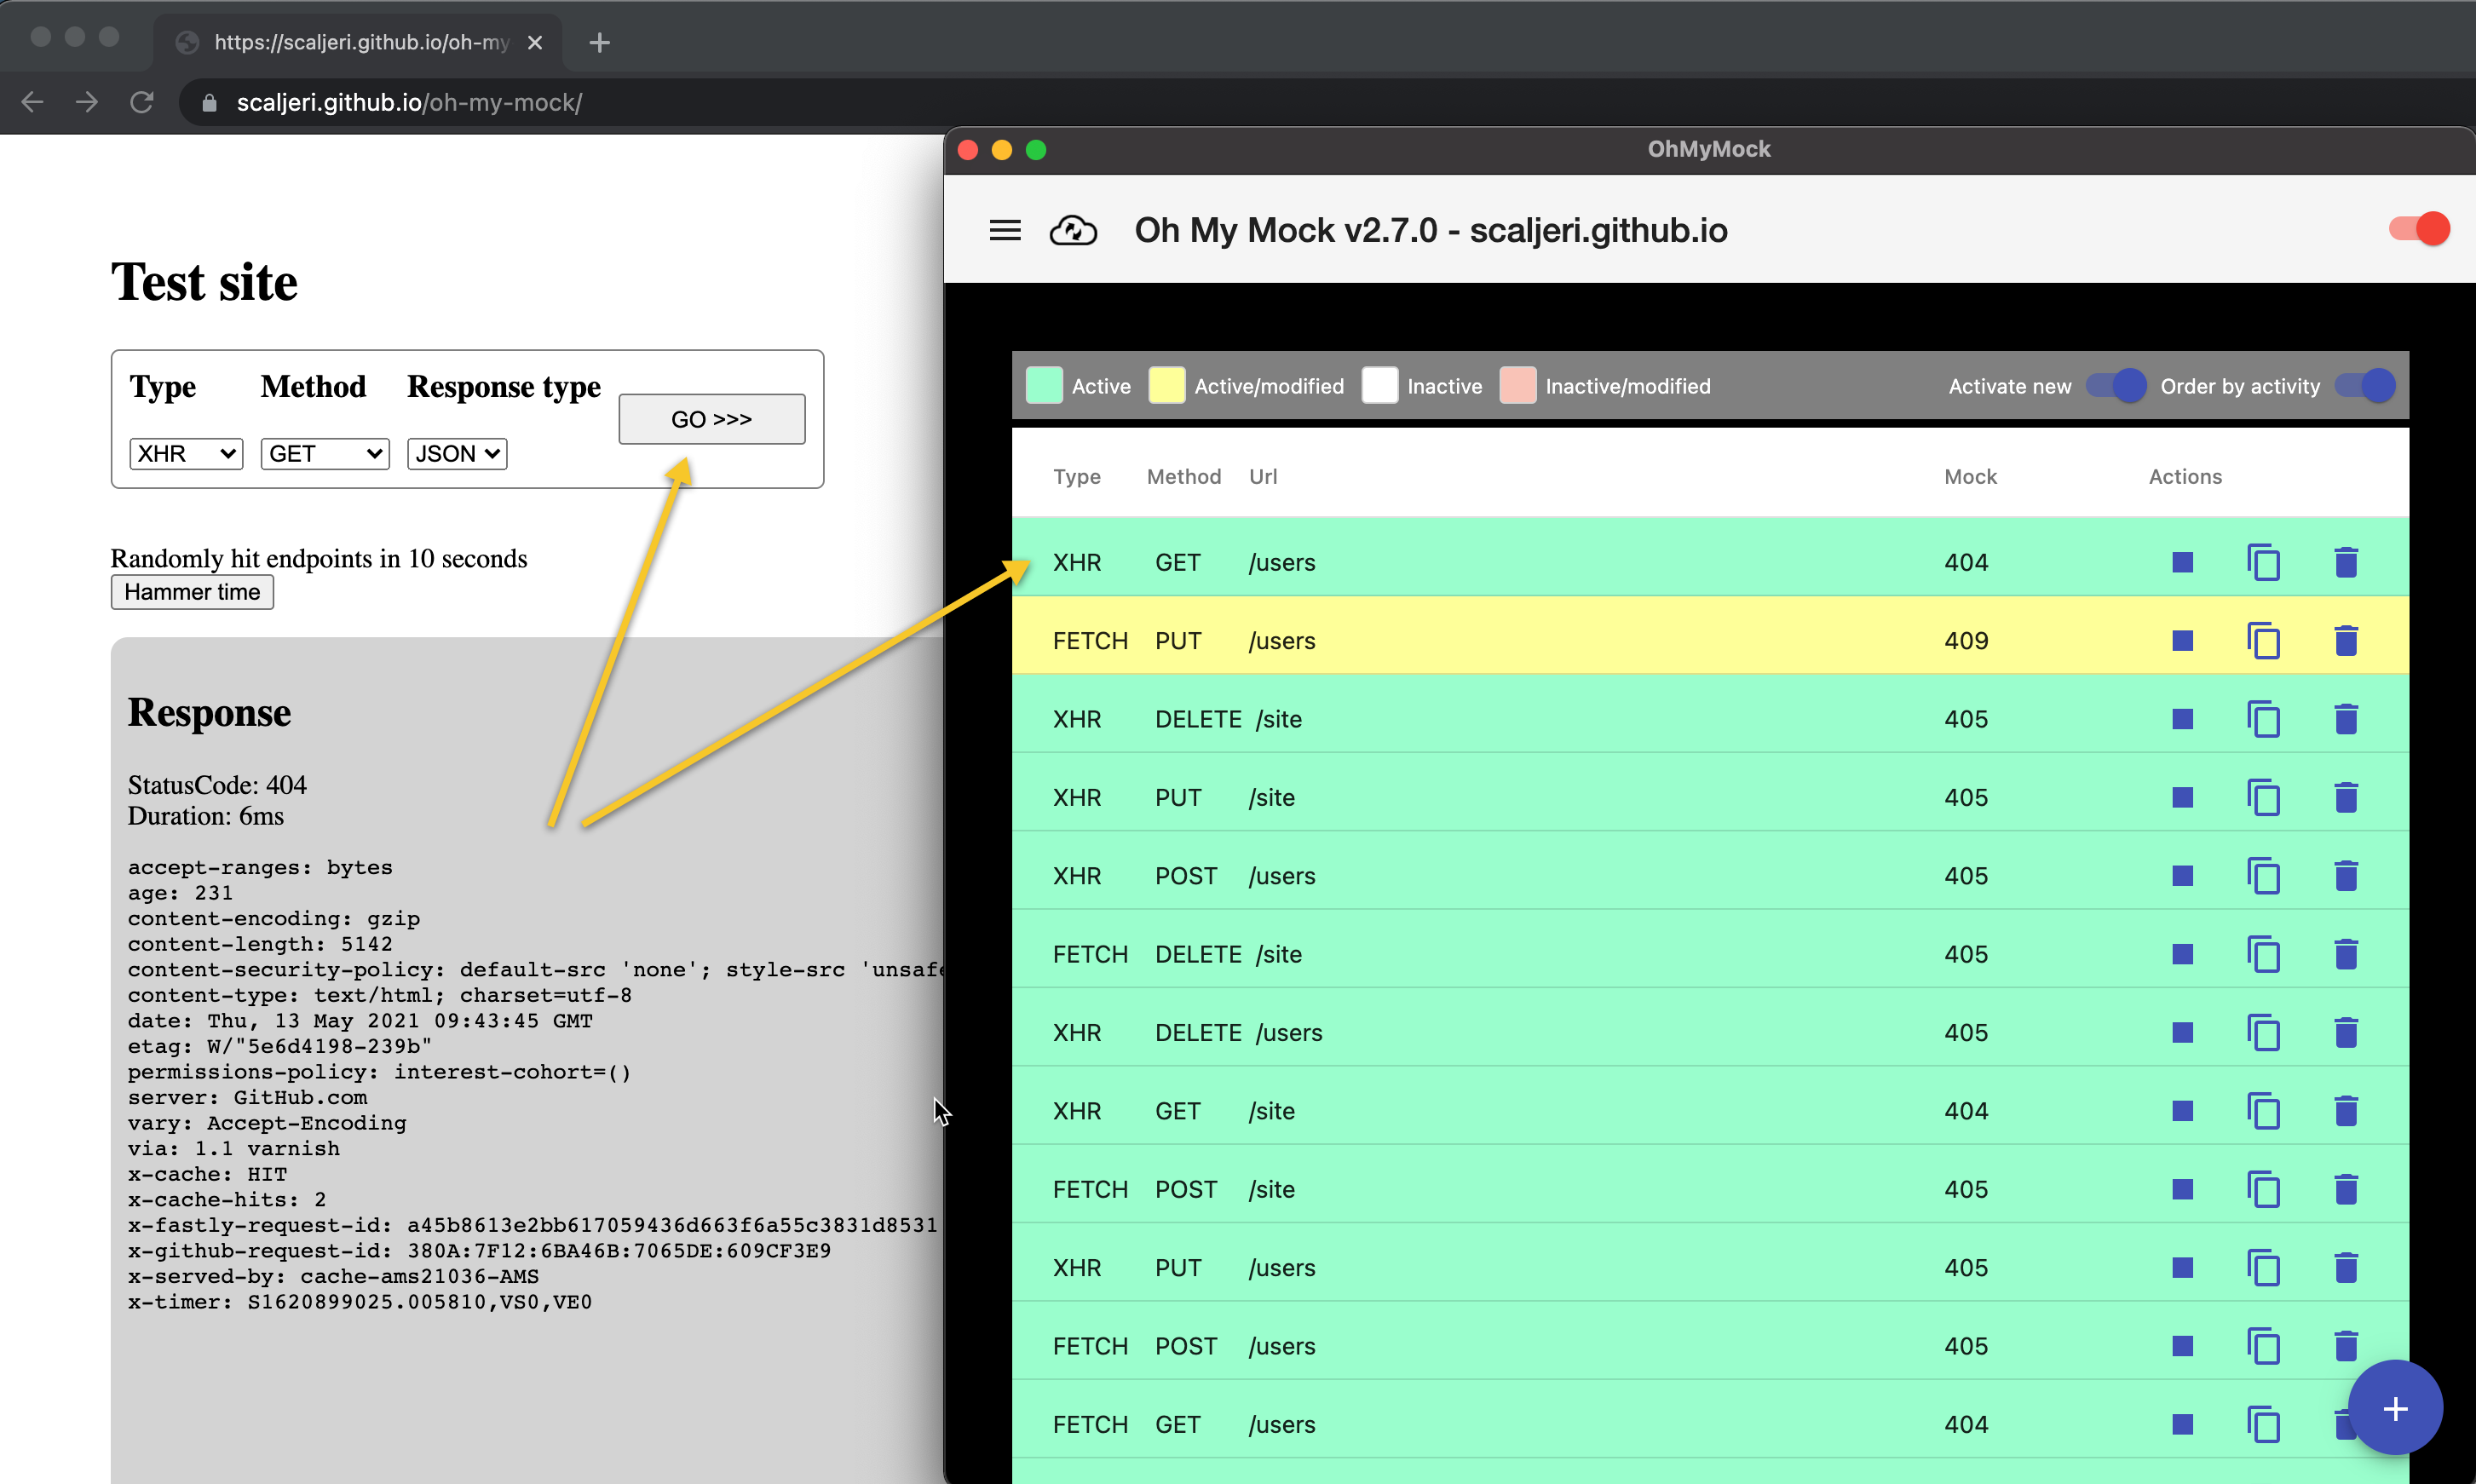 https://scaljeri.github.io/oh-my
scaljeri.github.io/oh-my-mock/
Test site
Type Method Response type
XHR GET JSON
GO >>>
Randomly hit endpoints in 10 seconds
Hammer time
Response
StatusCode: 404
Duration: 6ms
accept-ranges: bytes
age: 231
content-encoding: gzip
content-length: 5142
content-security-policy: default-src 'none'; style-src 'unsafe
content-type: text/html; charset=utf-8
date: Thu, 13 May 2021 09:43:45 GMT
etag: W/"5e6d4198-239b"
permissions-policy: interest-cohort=()
server: GitHub.com
vary: Accept-Encoding
via: 1.1 varnish
x-cache: HIT
x-cache-hits: 2
x-fastly-request-id: a45b8613e2bb617059436d663f6a55c3831d8531
x-github-request-id: 380A:7F12:6BA46B:7065DE:609CF3E9
x-served-by: cache-ams21036-AMS
x-timer: S1620899025.005810,VS0,VE0
OhMyMock
Oh My Mock v2.7.0 - scaljeri.github.io
Active Active/modified Inactive Inactive/modified Activate new Order by activity
Type Method Url Mock Actions
XHR GET /users 404
FETCH PUT /users 409
XHR DELETE /site 405
XHR PUT /site 405
XHR POST /users 405
FETCH DELETE /site 405
XHR DELETE /users 405
XHR GET /site 404
FETCH POST /site 405
XHR PUT /users 405
FETCH POST /users 405
FETCH GET /users 404